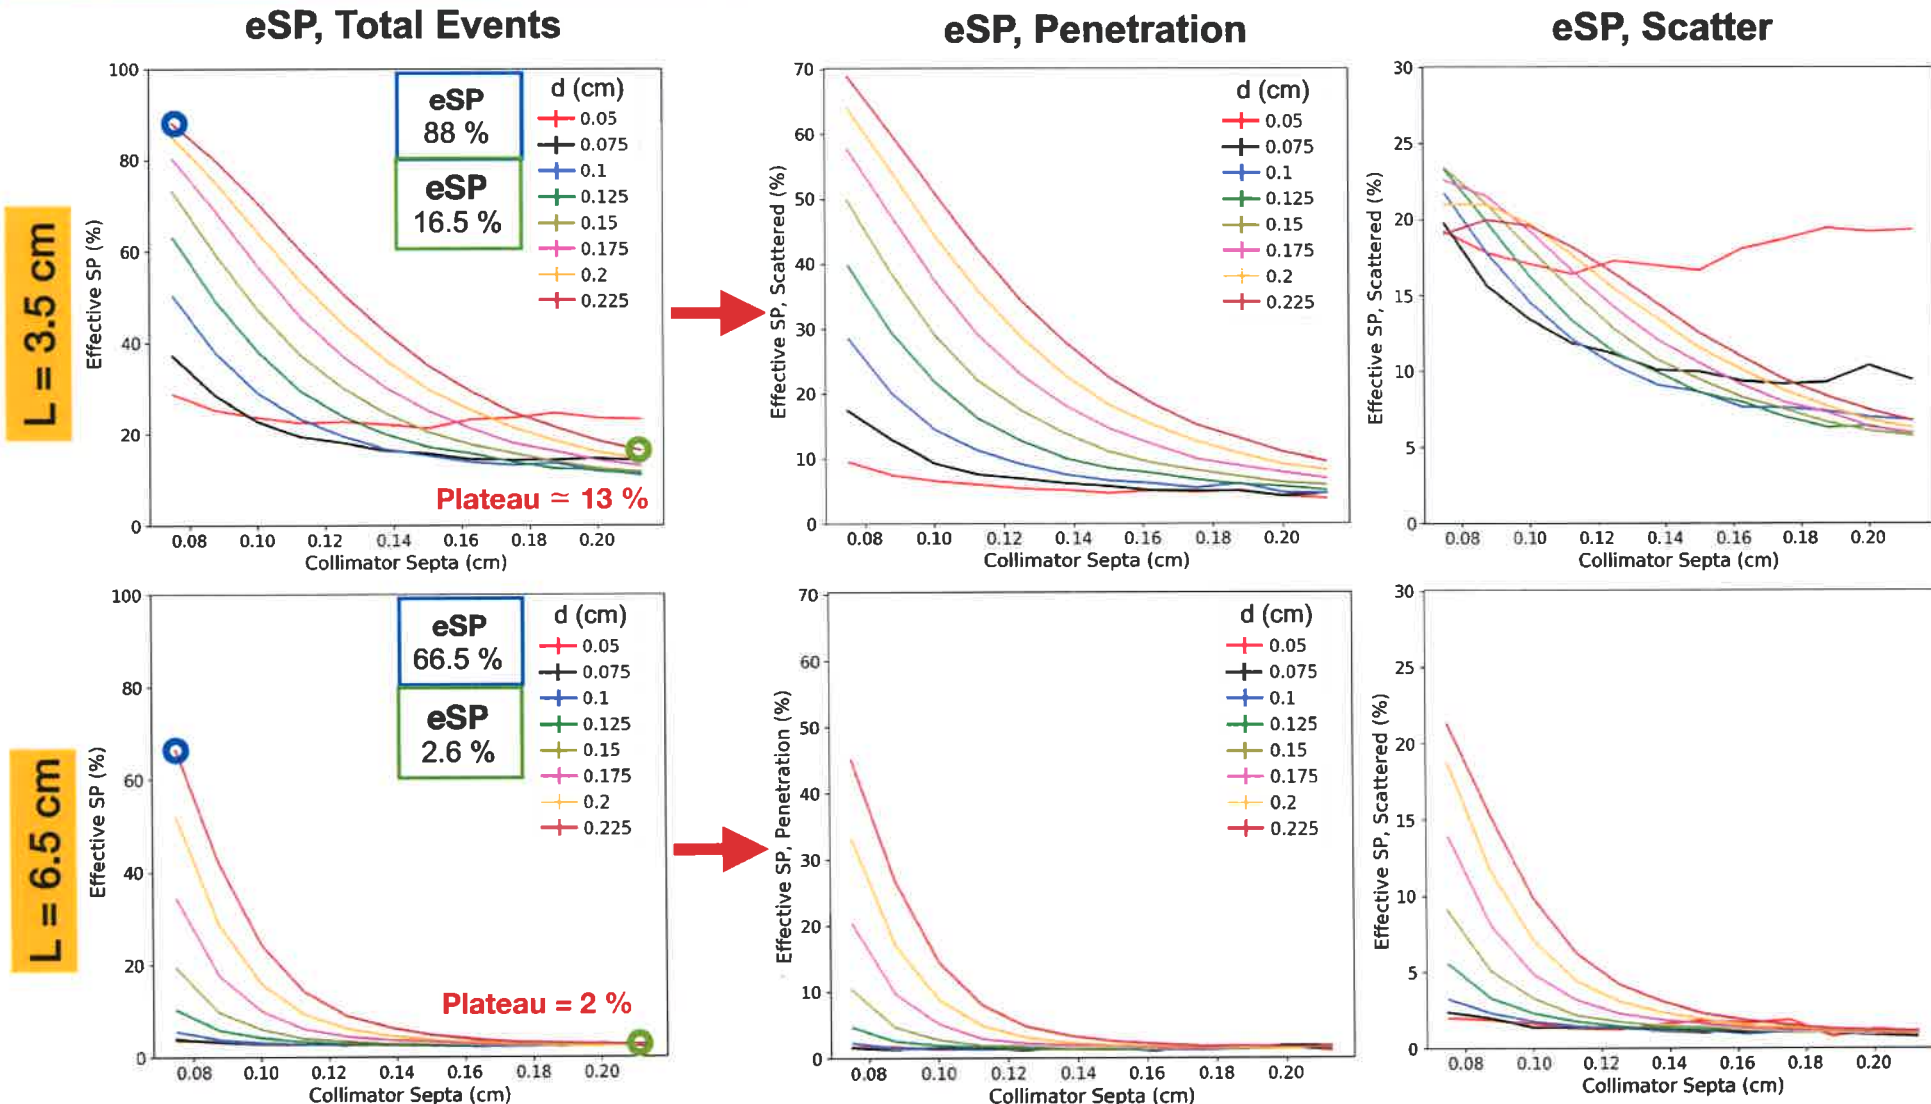 eSP, Total Events
eSP, Penetration
eSP, Scatter
L = 3.5 cm
Effective SP (%)
100
80
60
40
20
0
eSP
88 %
eSP
16.5 %
d (cm)
0.05
0.075
0.1
0.125
0.15
0.175
0.2
0.225
Plateau ≃ 13 %
0.08 0.10 0.12 0.14 0.16 0.18 0.20
Collimator Septa (cm)
Effective SP, Scattered (%)
70
60
50
40
30
20
10
0
d (cm)
0.05
0.075
0.1
0.125
0.15
0.175
0.2
0.225
0.08 0.10 0.12 0.14 0.16 0.18 0.20
Collimator Septa (cm)
Effective SP, Scattered (%)
30
25
20
15
10
5
0
0.08 0.10 0.12 0.14 0.16 0.18 0.20
Collimator Septa (cm)
L = 6.5 cm
Effective SP (%)
100
80
60
40
20
0
eSP
66.5 %
eSP
2.6 %
d (cm)
0.05
0.075
0.1
0.125
0.15
0.175
0.2
0.225
Plateau = 2 %
0.08 0.10 0.12 0.14 0.16 0.18 0.20
Collimator Septa (cm)
Effective SP, Penetration (%)
70
60
50
40
30
20
10
0
d (cm)
0.05
0.075
0.1
0.125
0.15
0.175
0.2
0.225
0.08 0.10 0.12 0.14 0.16 0.18 0.20
Collimator Septa (cm)
Effective SP, Scattered (%)
30
25
20
15
10
5
0
0.08 0.10 0.12 0.14 0.16 0.18 0.20
Collimator Septa (cm)